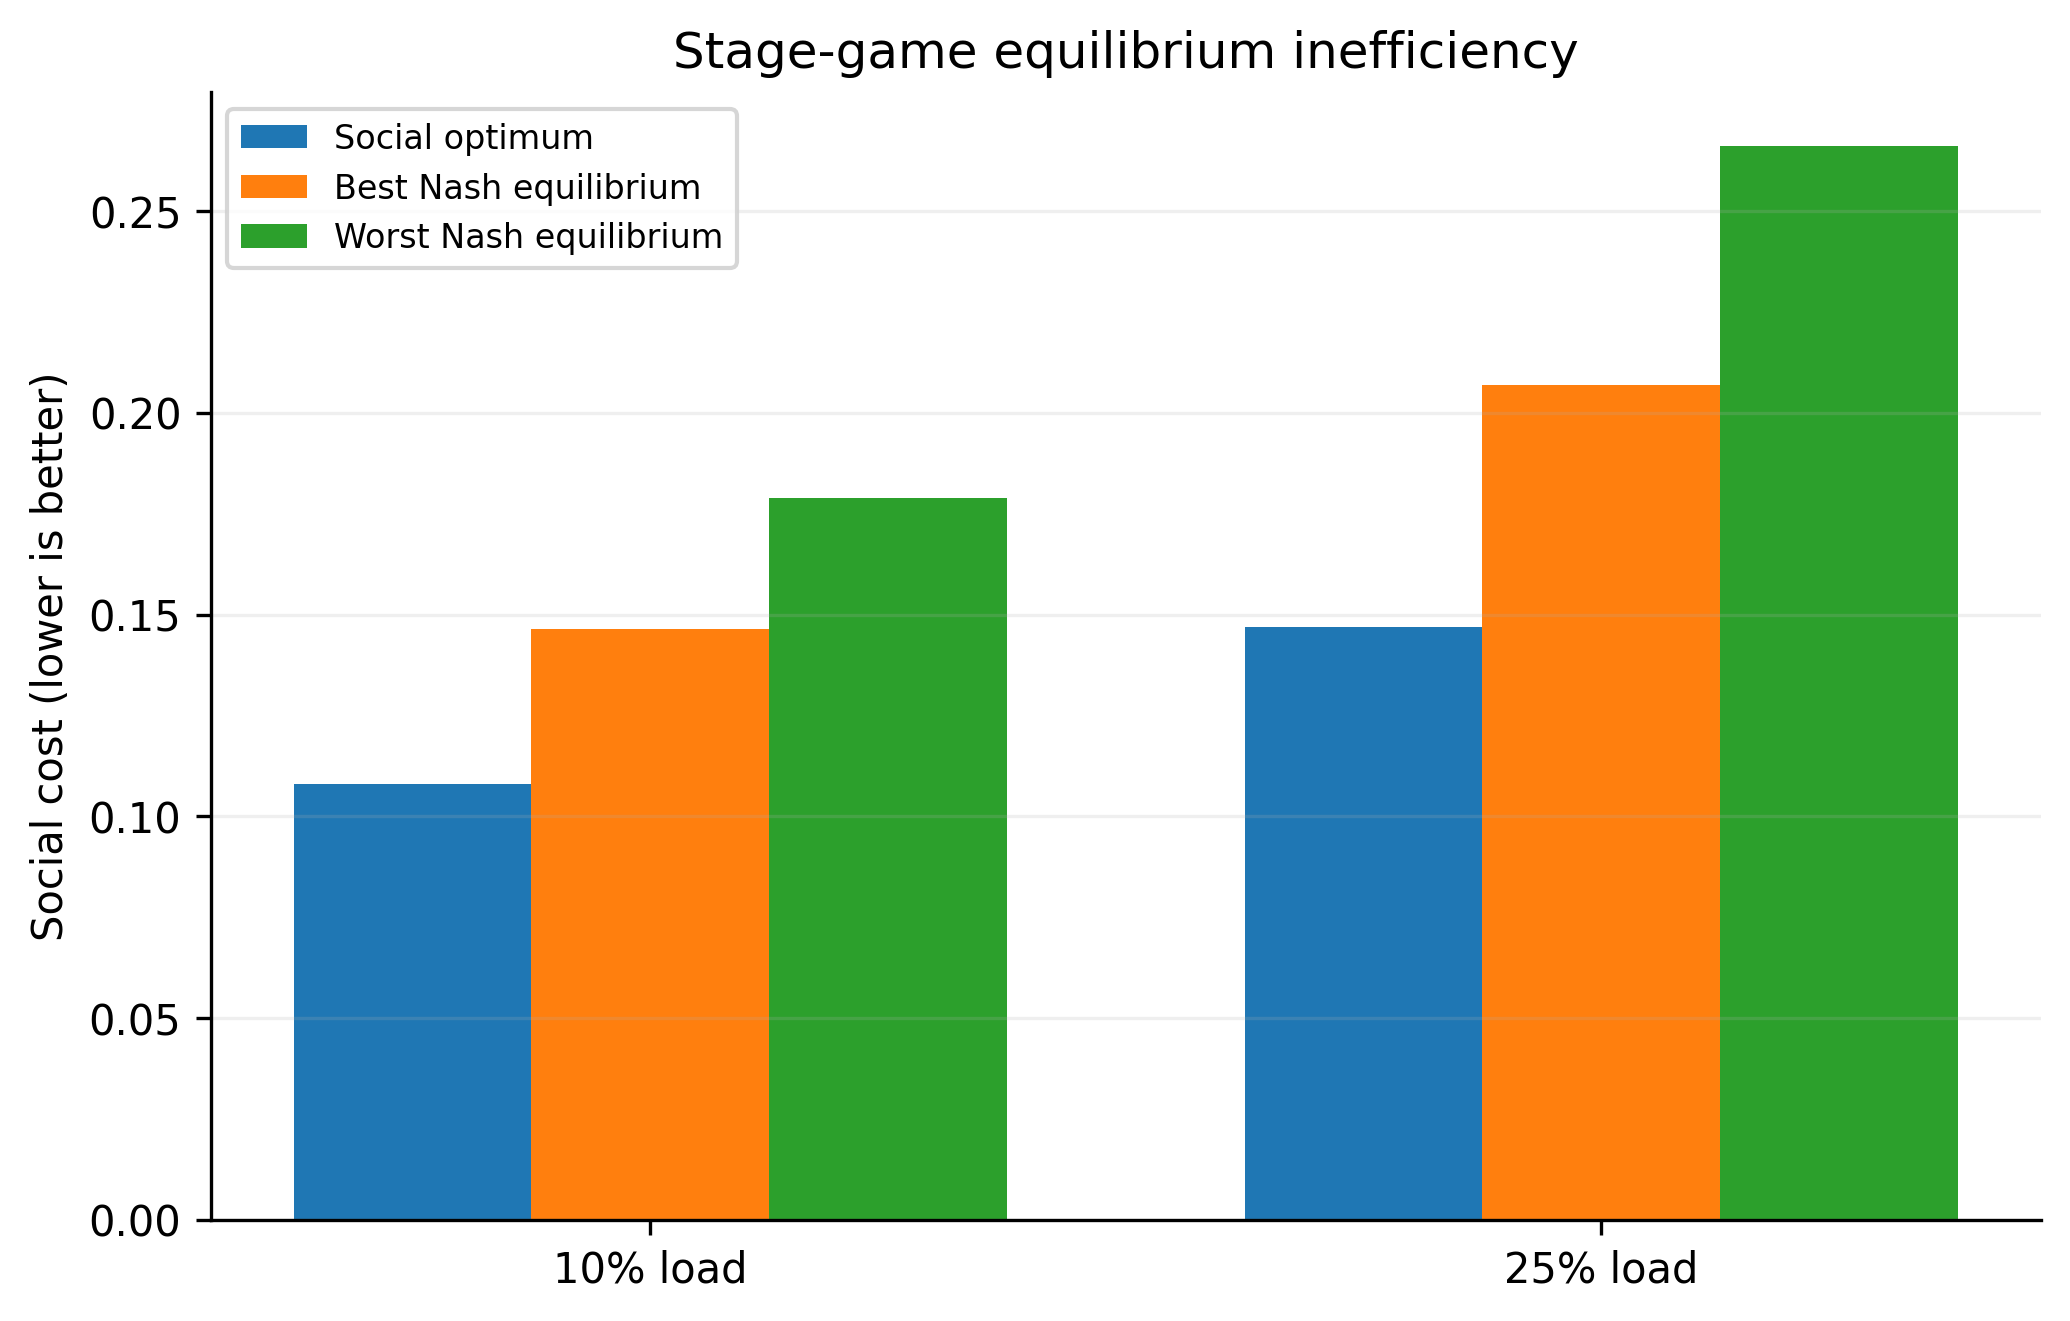 Stage-game equilibrium inefficiency
Social optimum
Best Nash equilibrium
Worst Nash equilibrium
Social cost (lower is better)
0.25
0.20
0.15
0.10
0.05
0.00
10% load
25% load